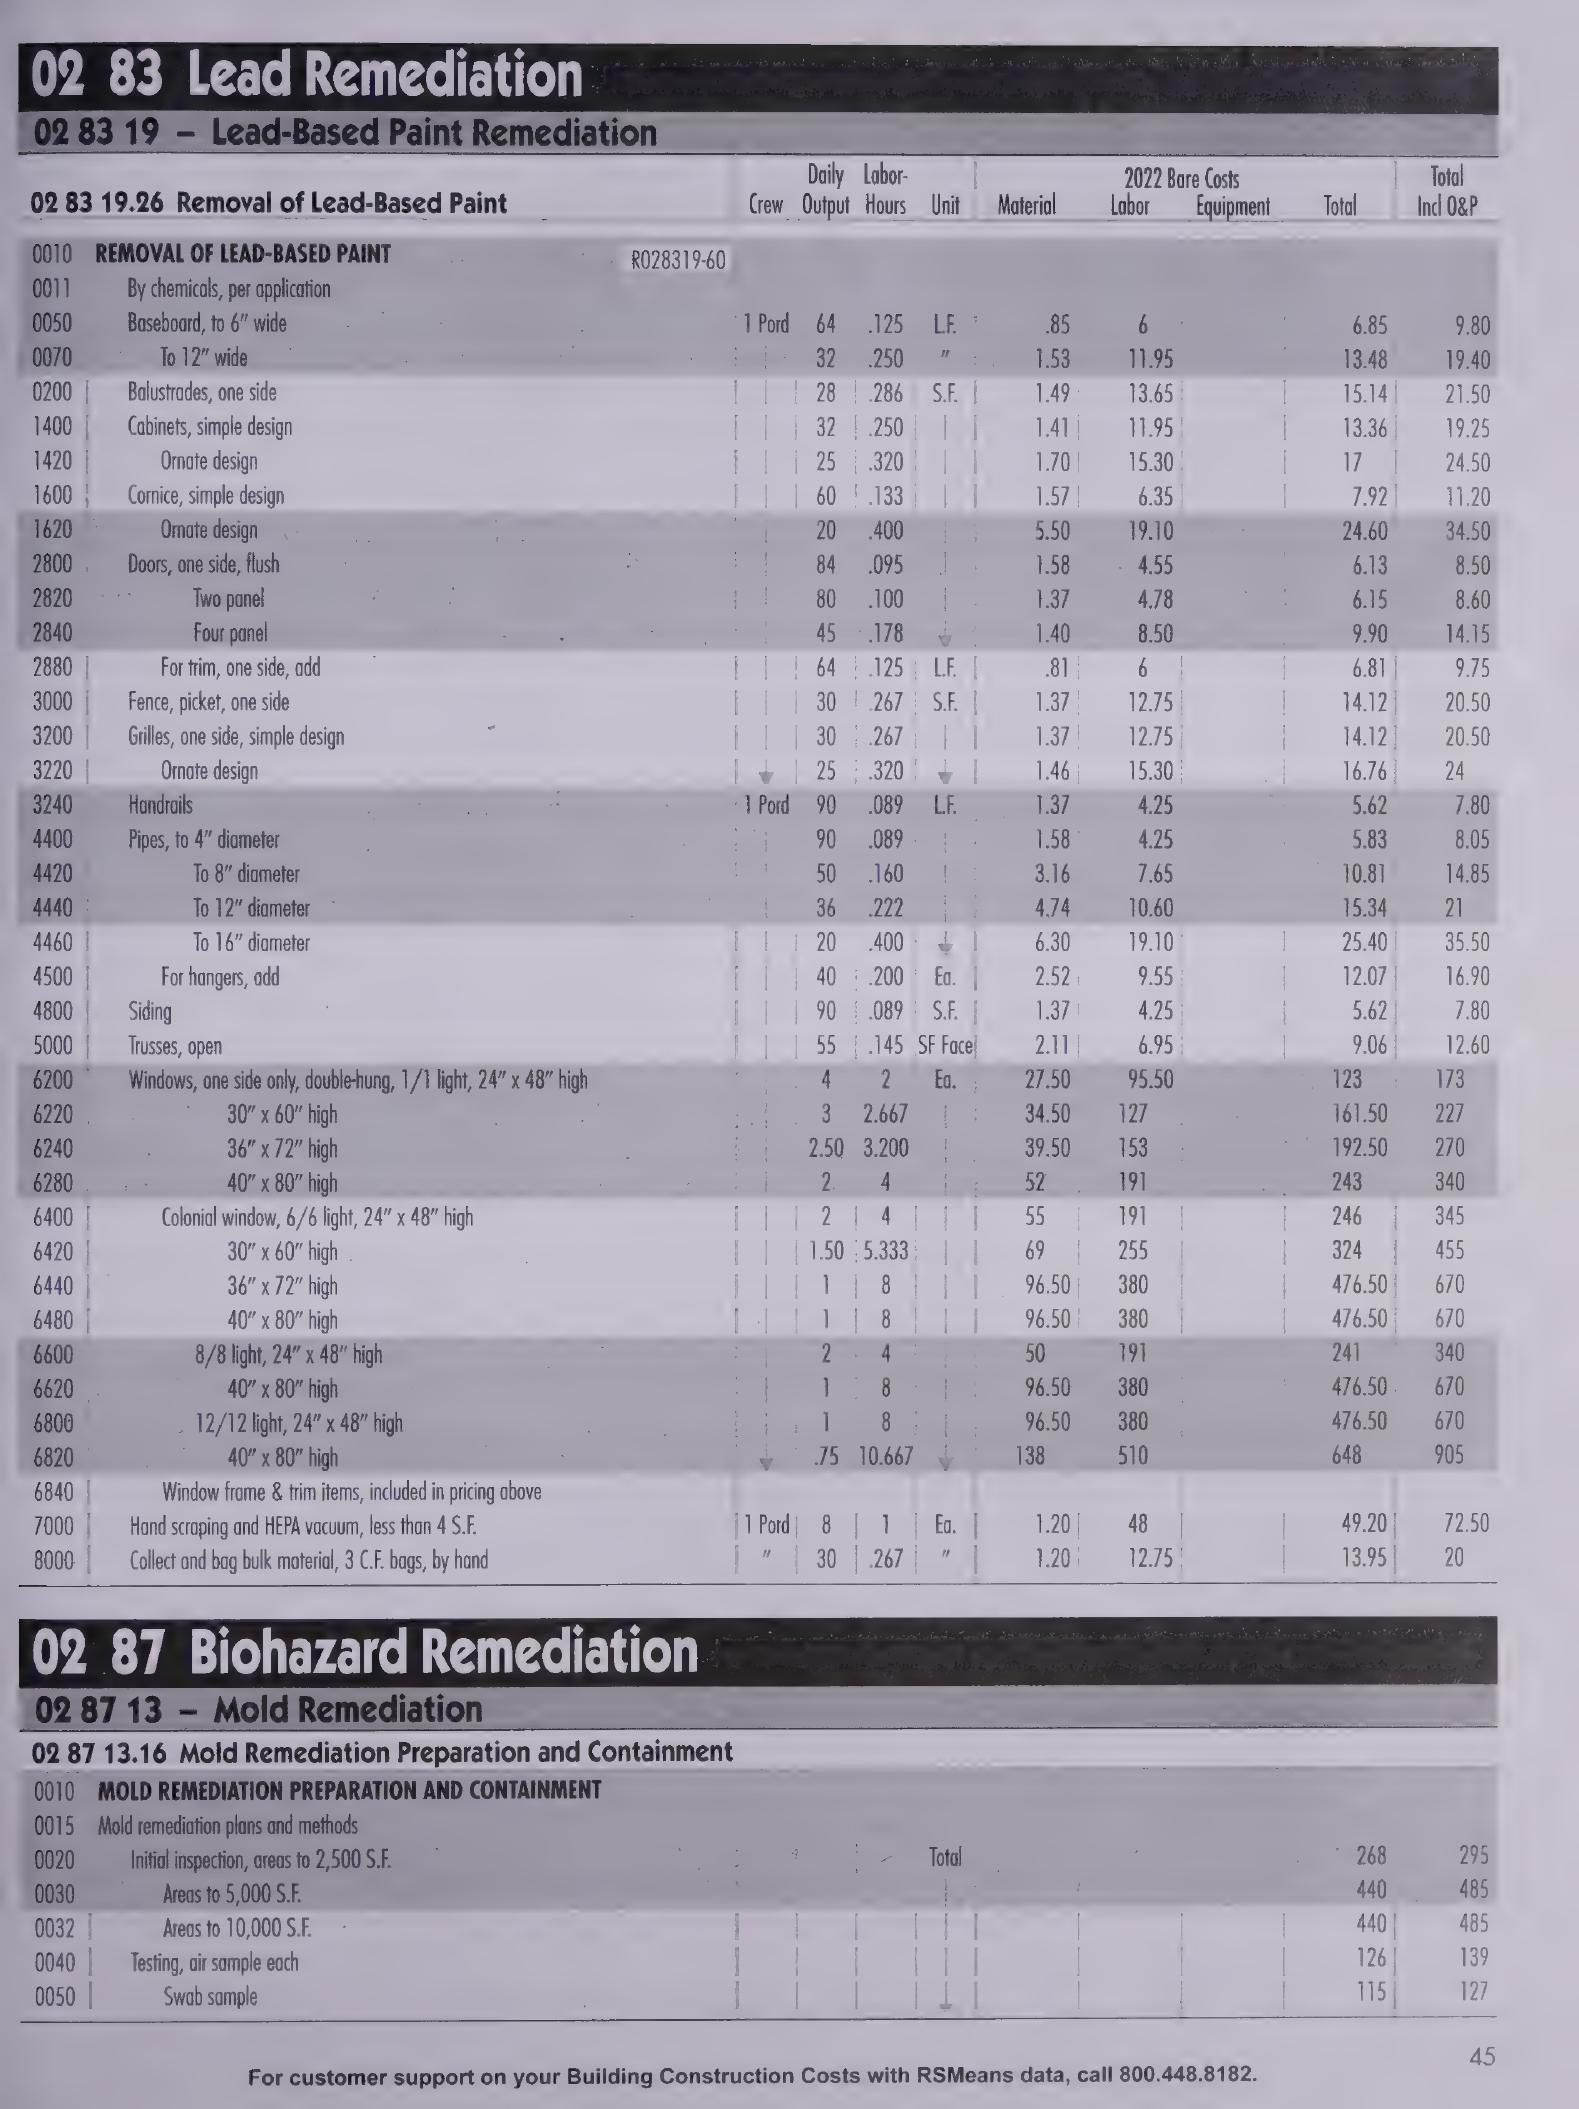 02 83 Lead Remediation
02 83 19 – Lead-Based Paint Remediation
Daily Labor- 2022 Bare Costs Total
02 83 19.26 Removal of Lead-Based Paint Crew Output Hours Unit Material Labor Equipment Total Incl O&P
0010 REMOVAL OF LEAD-BASED PAINT R028319-60
0011 By chemicals, per application
0050 Baseboard, to 6" wide 1 Pord 64 .125 L.F. .85 6 6.85 9.80
0070 To 12" wide 32 .250 " 1.53 11.95 13.48 19.40
0200 Balustrades, one side 28 .286 S.F. 1.49 13.65 15.14 21.50
1400 Cabinets, simple design 32 .250 1.41 11.95 13.36 19.25
1420 Ornate design 25 .320 1.70 15.30 17 24.50
1600 Cornice, simple design 60 .133 1.57 6.35 7.92 11.20
1620 Ornate design 20 .400 5.50 19.10 24.60 34.50
2800 Doors, one side, flush 84 .095 1.58 4.55 6.13 8.50
2820 Two panel 80 .100 1.37 4.78 6.15 8.60
2840 Four panel 45 .178 1.40 8.50 9.90 14.15
2880 For trim, one side, add 64 .125 L.F. .81 6 6.81 9.75
3000 Fence, picket, one side 30 .267 S.F. 1.37 12.75 14.12 20.50
3200 Grilles, one side, simple design 30 .267 1.37 12.75 14.12 20.50
3220 Ornate design 25 .320 1.46 15.30 16.76 24
3240 Handrails 1 Pord 90 .089 L.F. 1.37 4.25 5.62 7.80
4400 Pipes, to 4" diameter 90 .089 1.58 4.25 5.83 8.05
4420 To 8" diameter 50 .160 3.16 7.65 10.81 14.85
4440 To 12" diameter 36 .222 4.74 10.60 15.34 21
4460 To 16" diameter 20 .400 6.30 19.10 25.40 35.50
4500 For hangers, add 40 .200 Ea. 2.52 9.55 12.07 16.90
4800 Siding 90 .089 S.F. 1.37 4.25 5.62 7.80
5000 Trusses, open 55 .145 SF Face 2.11 6.95 9.06 12.60
6200 Windows, one side only, double-hung, 1/1 light, 24" x 48" high 4 2 Ea. 27.50 95.50 123 173
6220 30" x 60" high 3 2.667 34.50 127 161.50 227
6240 36" x 72" high 2.50 3.200 39.50 153 192.50 270
6280 40" x 80" high 2 4 52 191 243 340
6400 Colonial window, 6/6 light, 24" x 48" high 2 4 55 191 246 345
6420 30" x 60" high 1.50 5.333 69 255 324 455
6440 36" x 72" high 1 8 96.50 380 476.50 670
6480 40" x 80" high 1 8 96.50 380 476.50 670
6600 8/8 light, 24" x 48" high 2 4 50 191 241 340
6620 40" x 80" high 1 8 96.50 380 476.50 670
6800 12/12 light, 24" x 48" high 1 8 96.50 380 476.50 670
6820 40" x 80" high .75 10.667 138 510 648 905
6840 Window frame & trim items, included in pricing above
7000 Hand scraping and HEPA vacuum, less than 4 S.F. 1 Pord 8 1 Ea. 1.20 48 49.20 72.50
8000 Collect and bag bulk material, 3 C.F. bags, by hand " 30 .267 " 1.20 12.75 13.95 20
02 87 Biohazard Remediation
02 87 13 – Mold Remediation
02 87 13.16 Mold Remediation Preparation and Containment
0010 MOLD REMEDIATION PREPARATION AND CONTAINMENT
0015 Mold remediation plans and methods
0020 Initial inspection, areas to 2,500 S.F. Total 268 295
0030 Areas to 5,000 S.F. 440 485
0032 Areas to 10,000 S.F. 440 485
0040 Testing, air sample each 126 139
0050 Swab sample 115 127
For customer support on your Building Construction Costs with RSMeans data, call 800.448.8182.
45